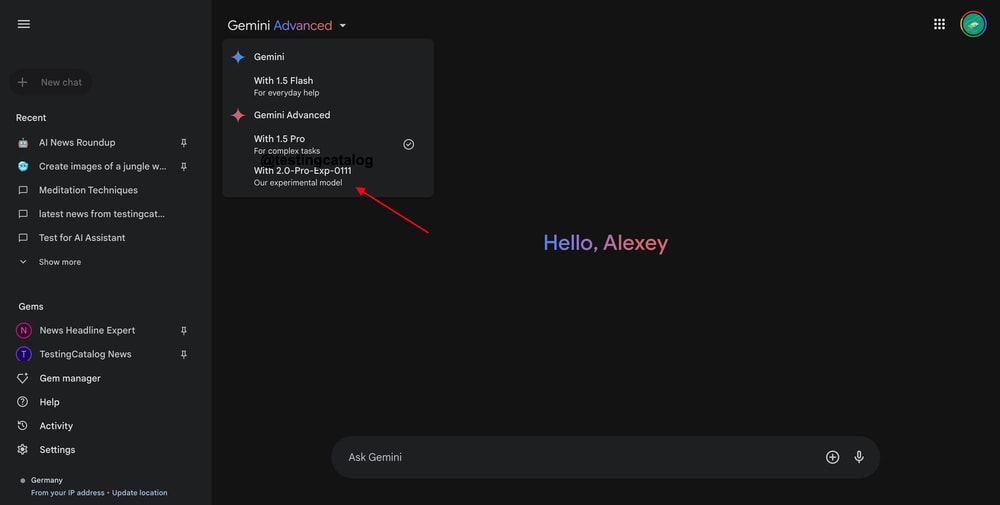 Gemini Advanced
New chat
Recent
AI News Roundup
Create images of a jungle w...
Meditation Techniques
latest news from testingcat...
Test for AI Assistant
Show more
Gems
N
News Headline Expert
T
TestingCatalog News
Gem manager
Help
Activity
Settings
Germany
From your IP address • Update location
Gemini
With 1.5 Flash
For everyday help
Gemini Advanced
With 1.5 Pro
For complex tasks
@testingcatalog
With 2.0-Pro-Exp-0111
Our experimental model
Hello, Alexey
Ask Gemini